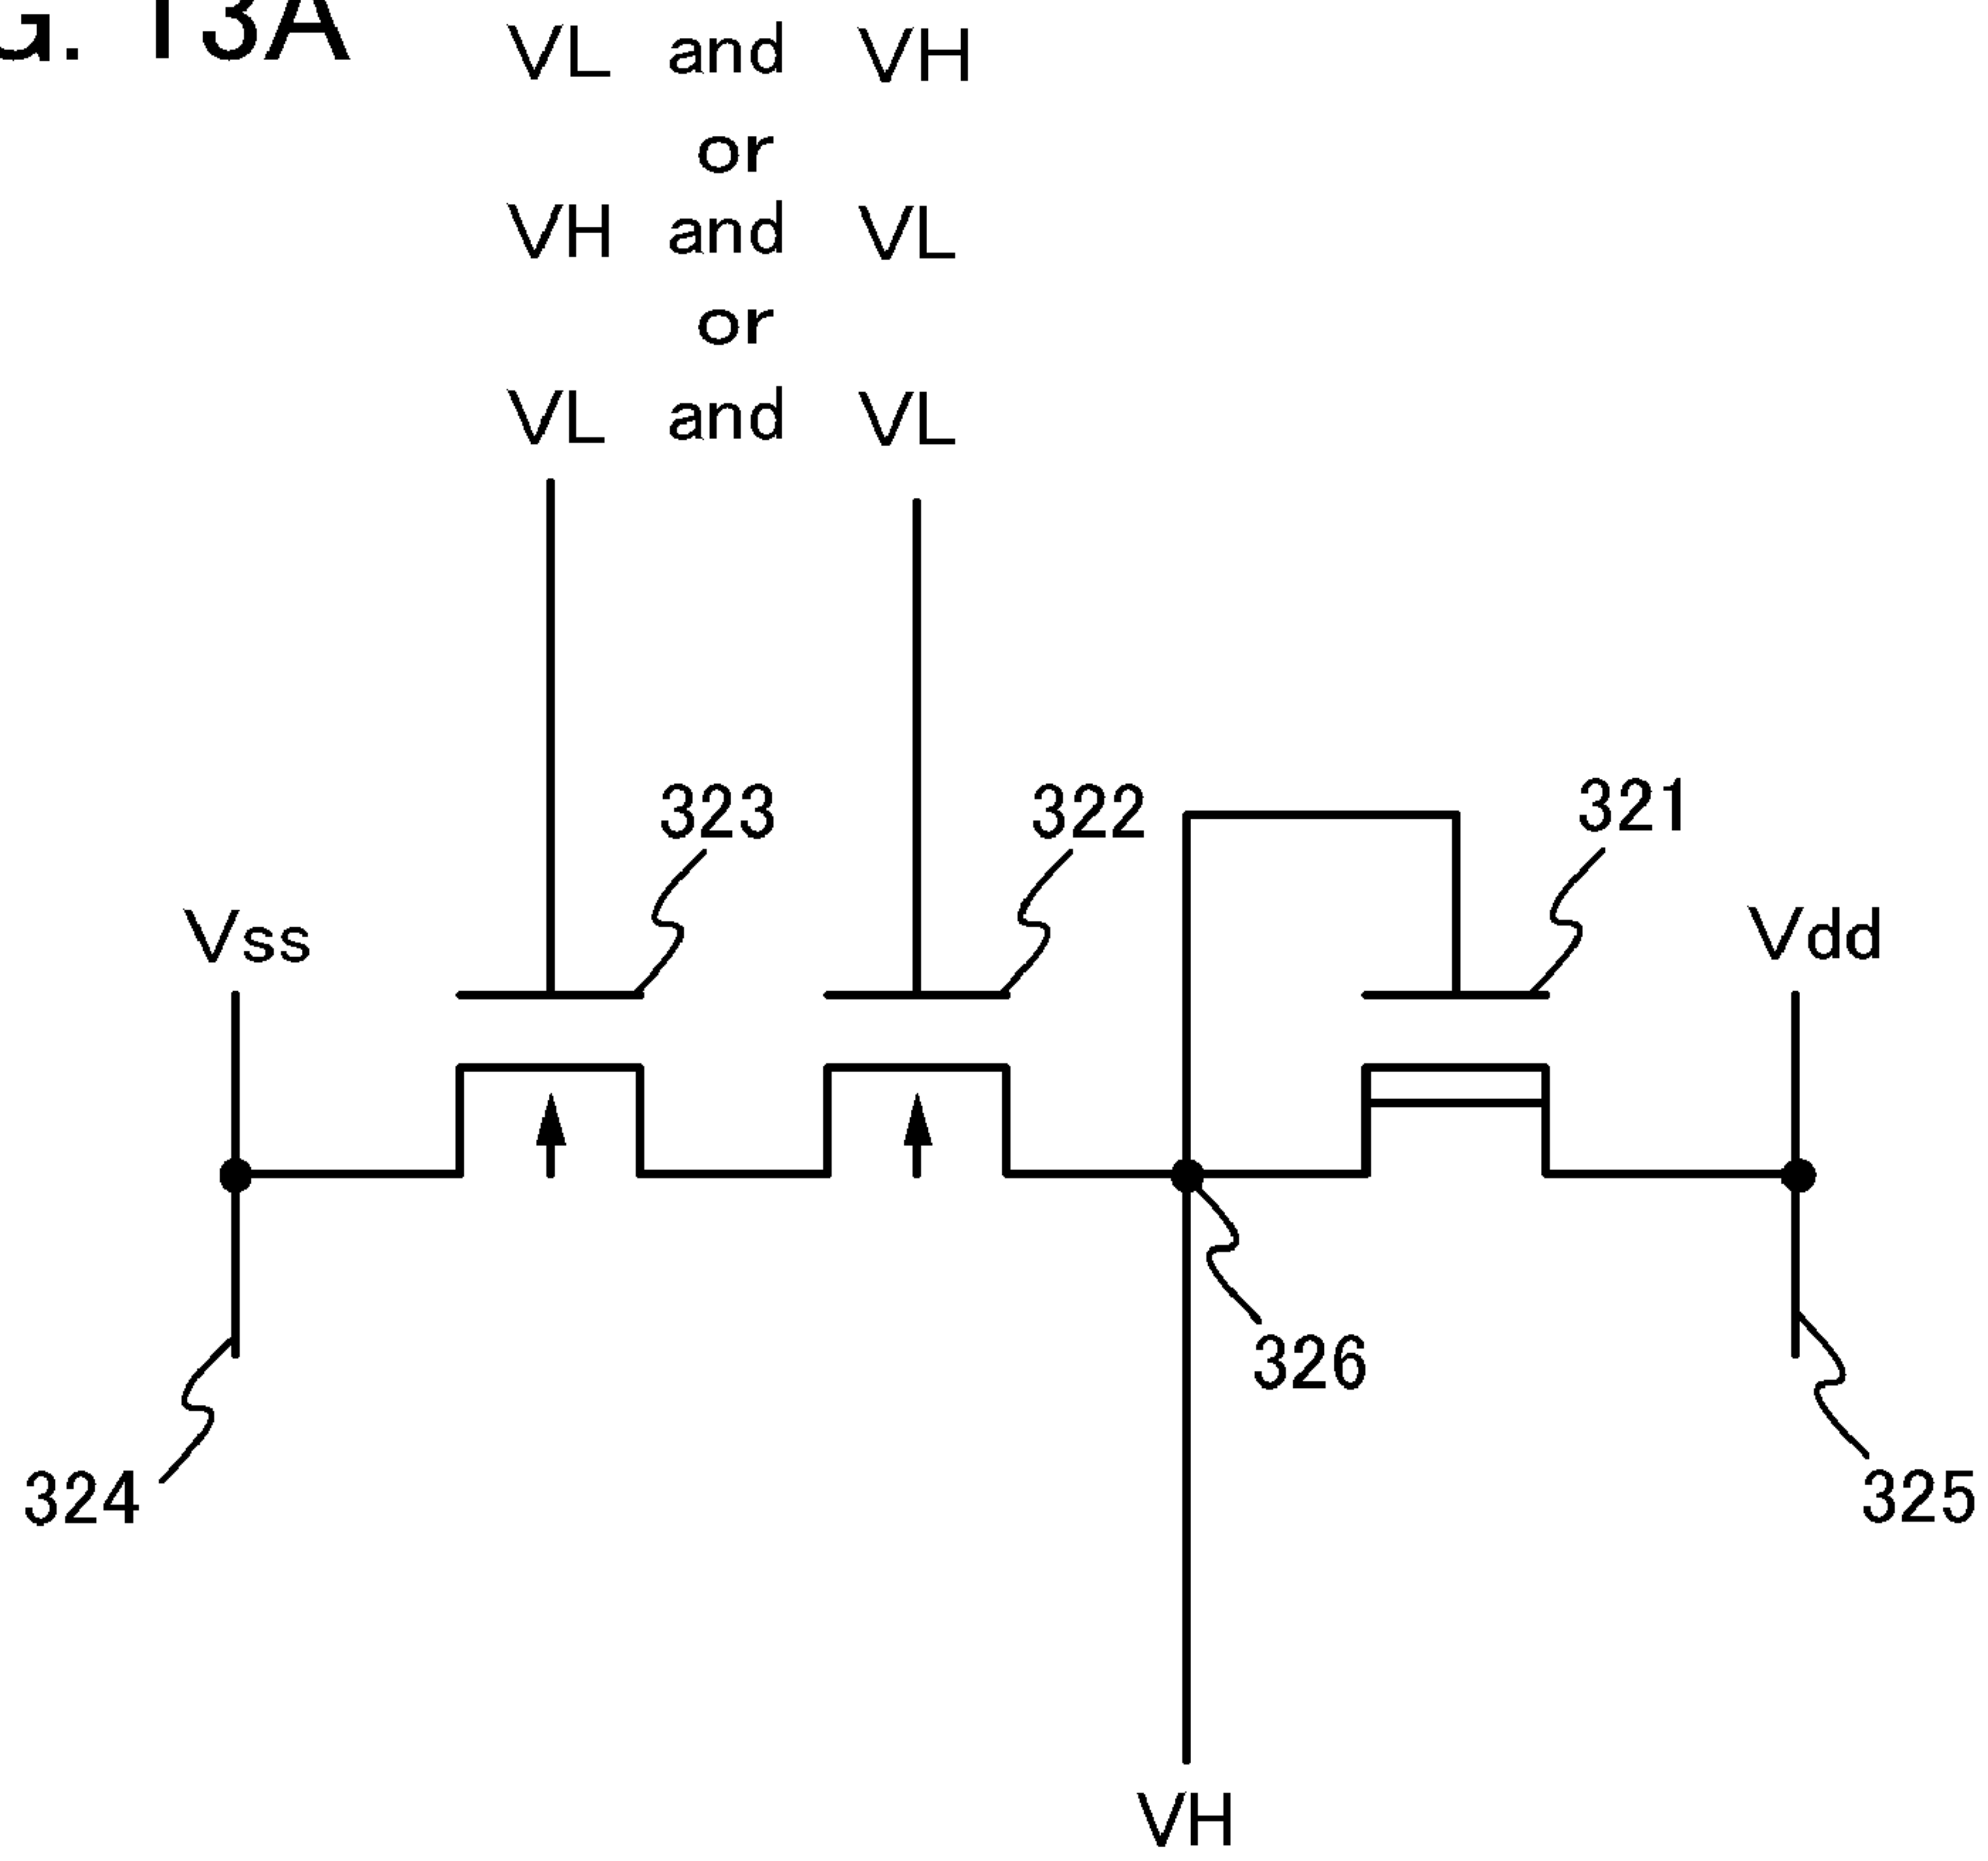 G. 13A
VL and VH
or
VH and VL
or
VL and VL
323
322
321
Vss
Vdd
326
324
325
VH